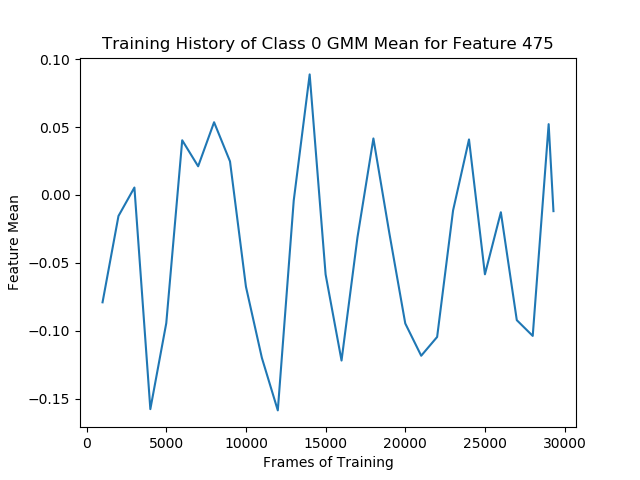 Training History of Class 0 GMM Mean for Feature 475
0.10
0.05
0.00
−0.05
−0.10
−0.15
Feature Mean
0 5000 10000 15000 20000 25000 30000
Frames of Training